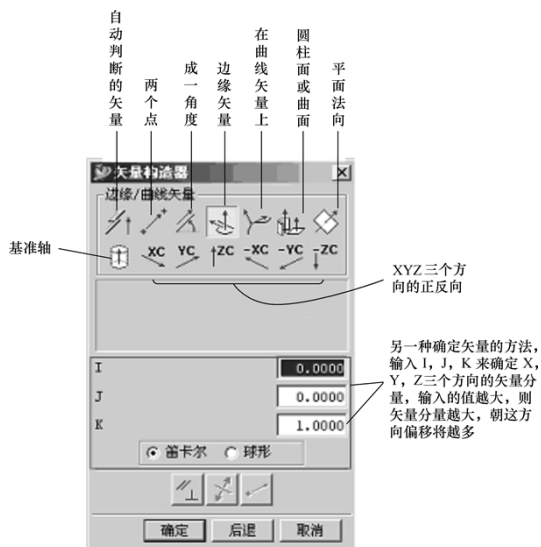 自动判断的矢量
两个点
成一角度
边缘矢量
在曲线矢量上
圆柱面或曲面
平面法向
矢量构造器
边缘/曲线矢量
基准轴
XC
YC
ZC
-XC
-YC
-ZC
XYZ三个方
向的正反向
I
0.0000
J
0.0000
K
1.0000
另一种确定矢量的方法，
输入 I，J，K 来确定 X，
Y，Z三个方向的矢量分
量，输入的值越大，则
矢量分量越大，朝这方
向偏移将越多
笛卡尔
球形
确定
后退
取消